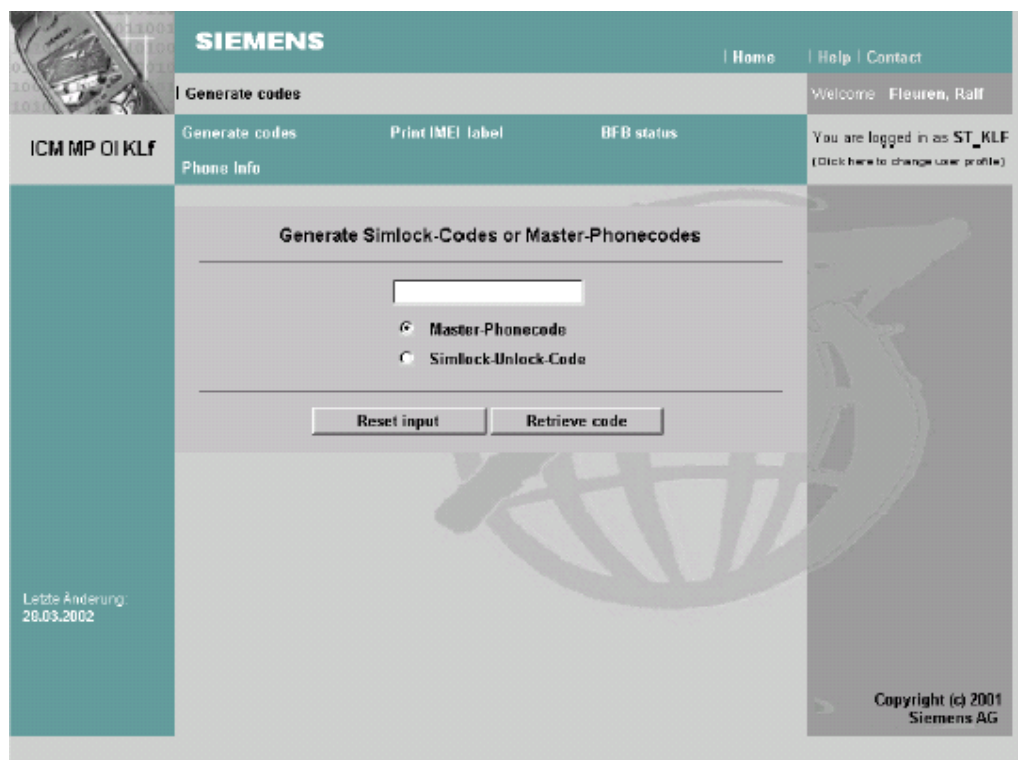 SIEMENS
| Home | Help | Contact
| Generate codes
Welcome Fleuren, Ralf
ICM MP OI KLf
Generate codes Print IMEI label BFB status
Phone Info
You are logged in as ST_KLF
(Click here to change user profile)
Generate Simlock-Codes or Master-Phonecodes
Master-Phonecode
Simlock-Unlock-Code
Reset input Retrieve code
Letzte Änderung:
28.03.2002
Copyright (c) 2001
Siemens AG